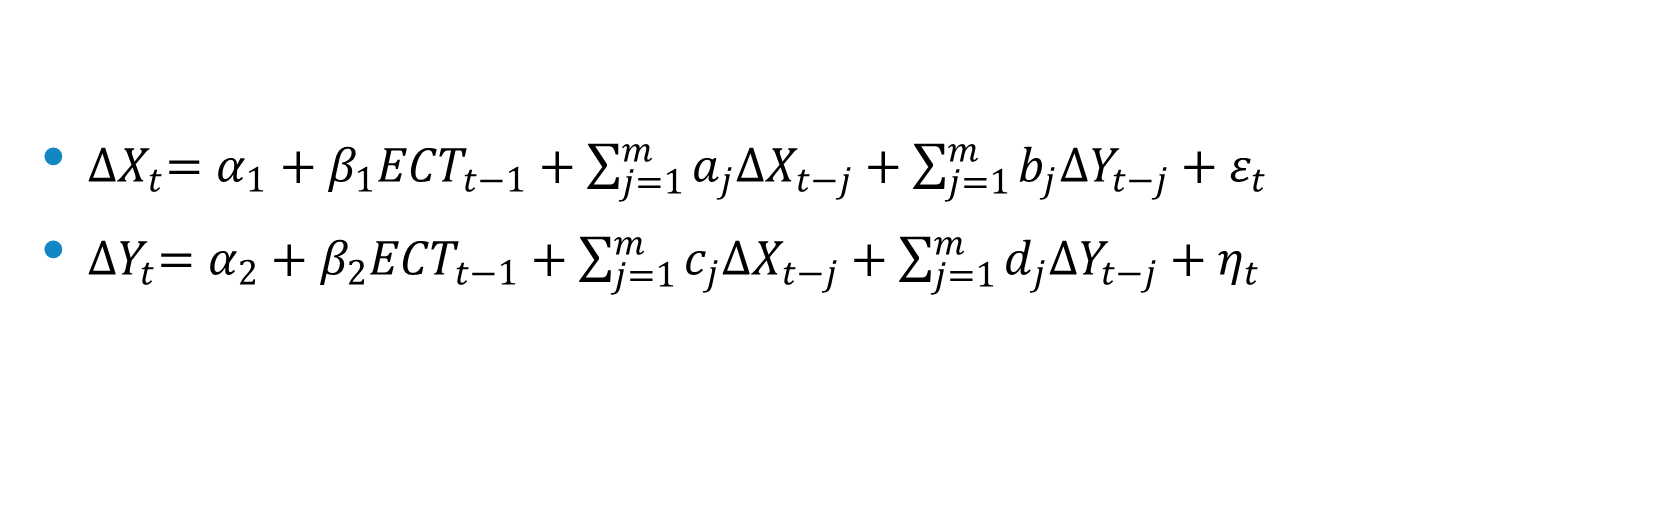 • ΔX_t= α_1 + β_1ECT_{t−1} + ∑_{j=1}^{m} a_jΔX_{t−j} + ∑_{j=1}^{m} b_jΔY_{t−j} + ε_t
• ΔY_t= α_2 + β_2ECT_{t−1} + ∑_{j=1}^{m} c_jΔX_{t−j} + ∑_{j=1}^{m} d_jΔY_{t−j} + η_t